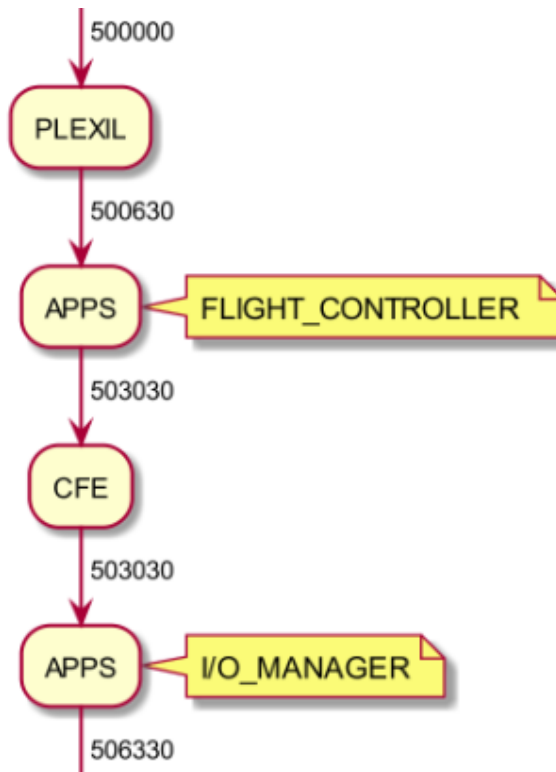 500000
PLEXIL
500630
APPS
FLIGHT_CONTROLLER
503030
CFE
503030
APPS
I/O_MANAGER
506330